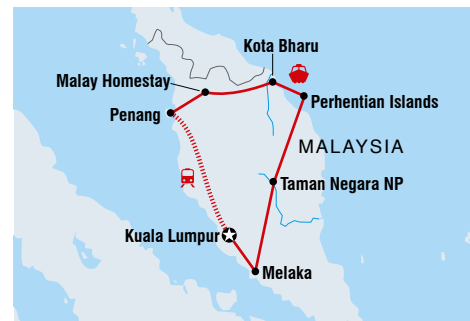 Kota Bharu
Malay Homestay
Perhentian Islands
Penang
MALAYSIA
Taman Negara NP
Kuala Lumpur
Melaka